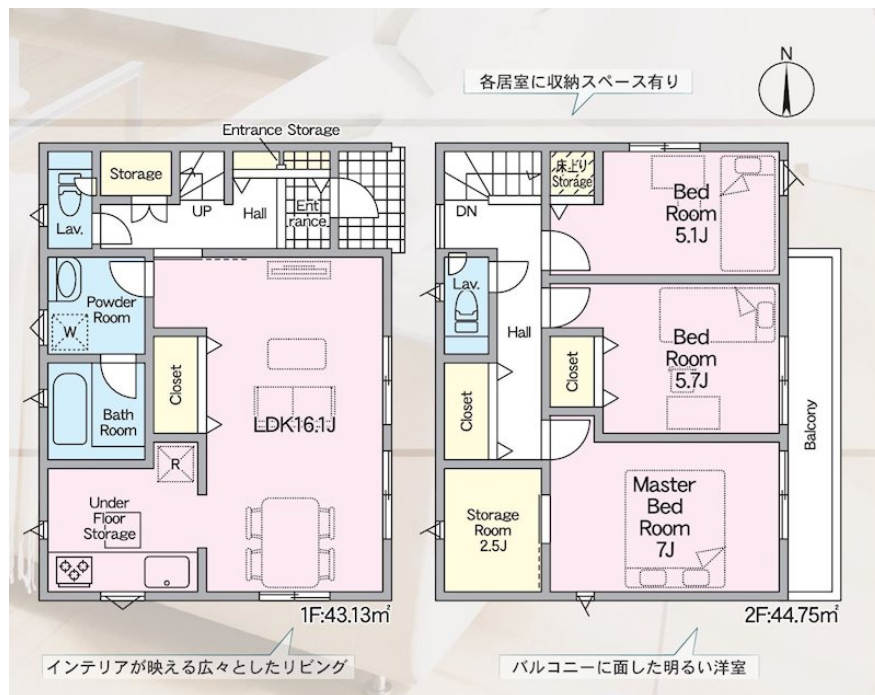 各居室に収納スペース有り
N
Entrance Storage
Storage
Lav.
UP
Hall
Ent
rance
Powder
Room
W
Bath
Room
Closet
LDK16.1J
R
Under
Floor
Storage
1F:43.13㎡
インテリアが映える広々としたリビング
DN
床上り
Storage
Bed
Room
5.1J
Lav.
Hall
Bed
Room
5.7J
Closet
Closet
Balcony
Storage
Room
2.5J
Master
Bed
Room
7J
2F:44.75㎡
バルコニーに面した明るい洋室